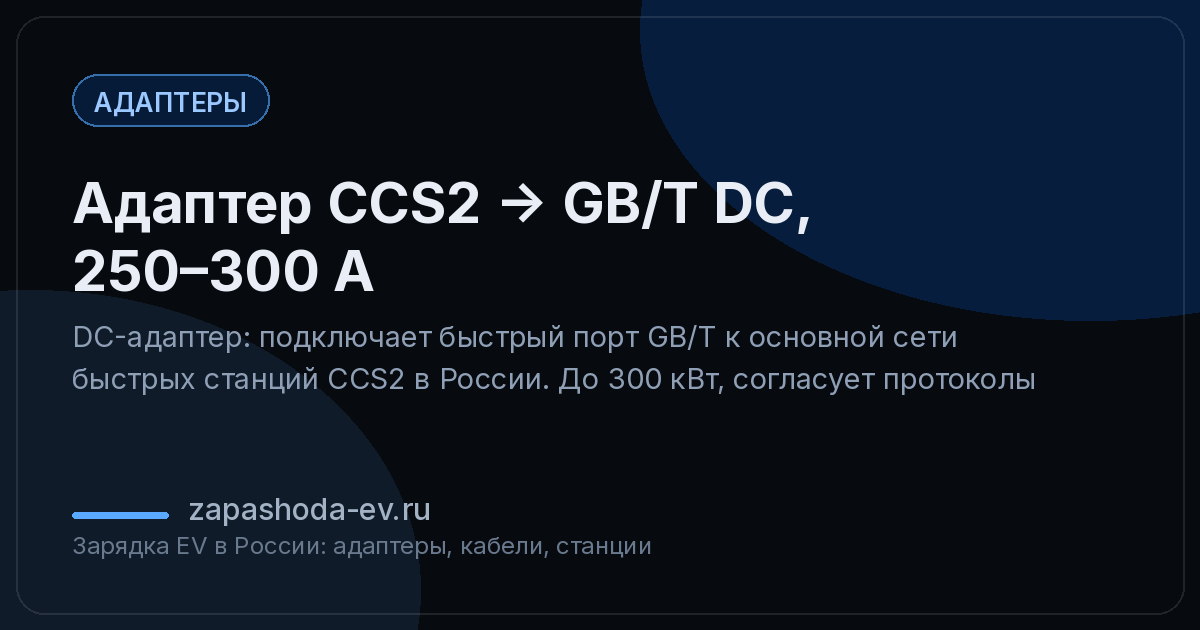 АДАПТЕРЫ
Адаптер CCS2 → GB/T DC,
250–300 А
DC-адаптер: подключает быстрый порт GB/T к основной сети
быстрых станций CCS2 в России. До 300 кВт, согласует протоколы
zapashoda-ev.ru
Зарядка EV в России: адаптеры, кабели, станции